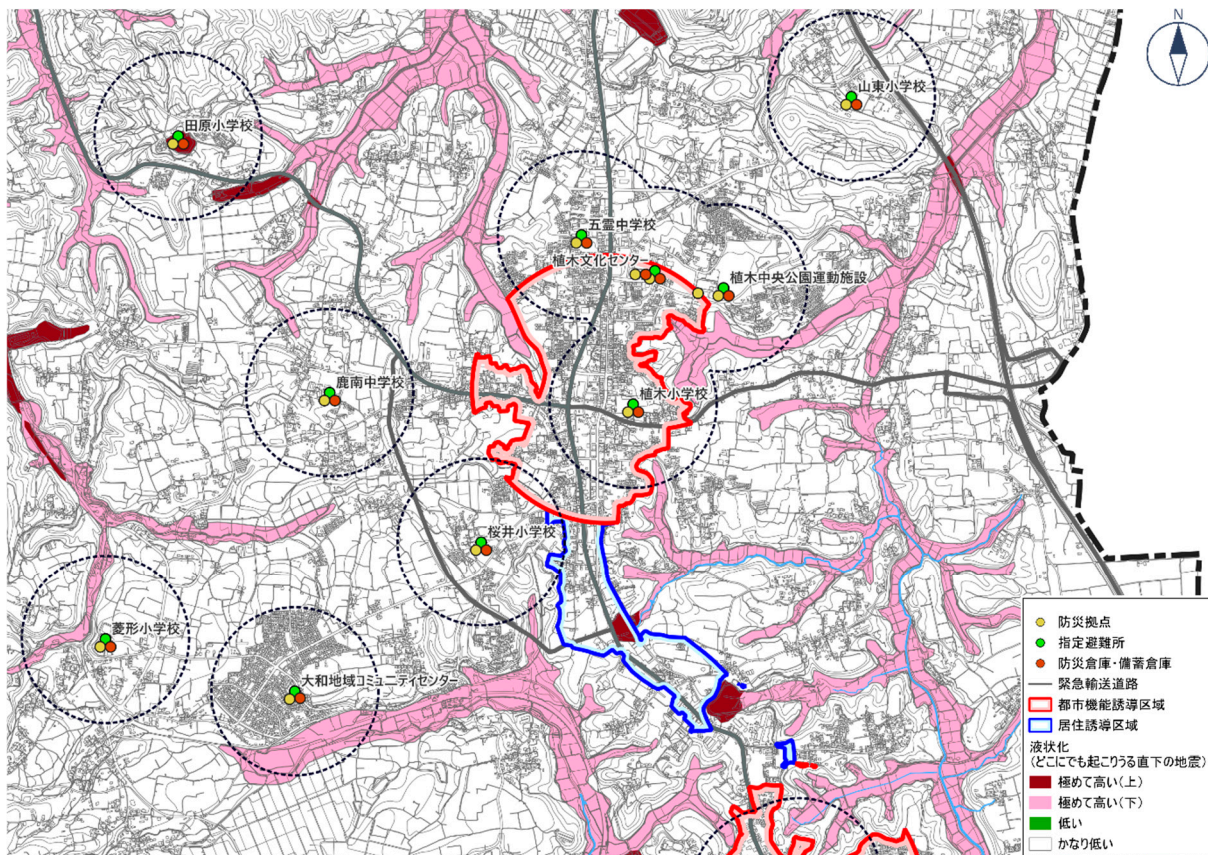 N
山東小学校
田原小学校
五霊中学校
植木文化センター
植木中央公園運動施設
鹿南中学校
植木小学校
桜井小学校
菱形小学校
大和地域コミュニティセンター
防災拠点
指定避難所
防災倉庫・備蓄倉庫
緊急輸送道路
都市機能誘導区域
居住誘導区域
液状化
(どこにでも起こりうる直下の地震)
極めて高い(上)
極めて高い(下)
低い
かなり低い